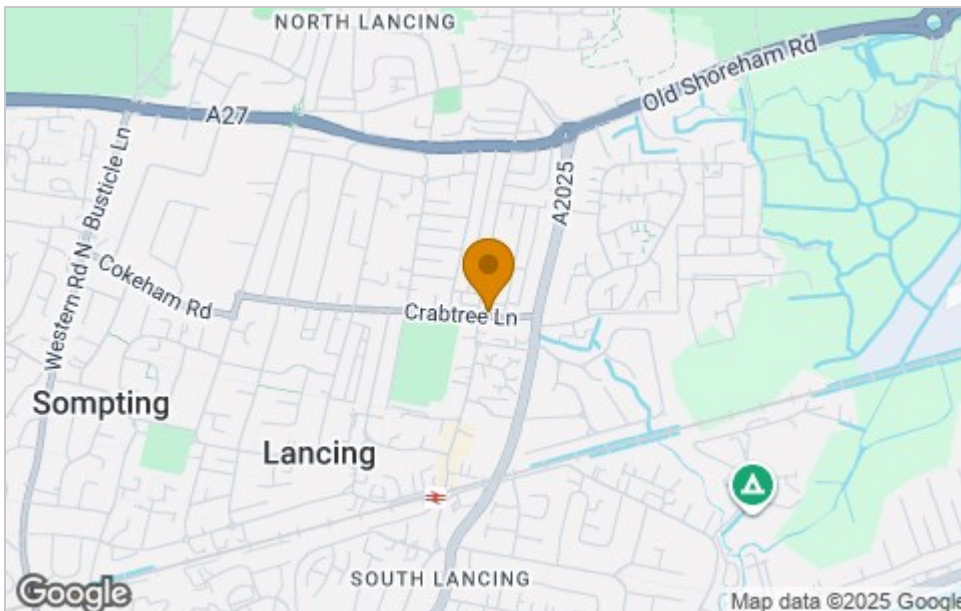 NORTH LANCING
Old Shoreham Rd
A27
A2025
Western Rd N
Busticle Ln
Cokeham Rd
Crabtree Ln
Sompting
Lancing
SOUTH LANCING
Google
Map data ©2025 Google